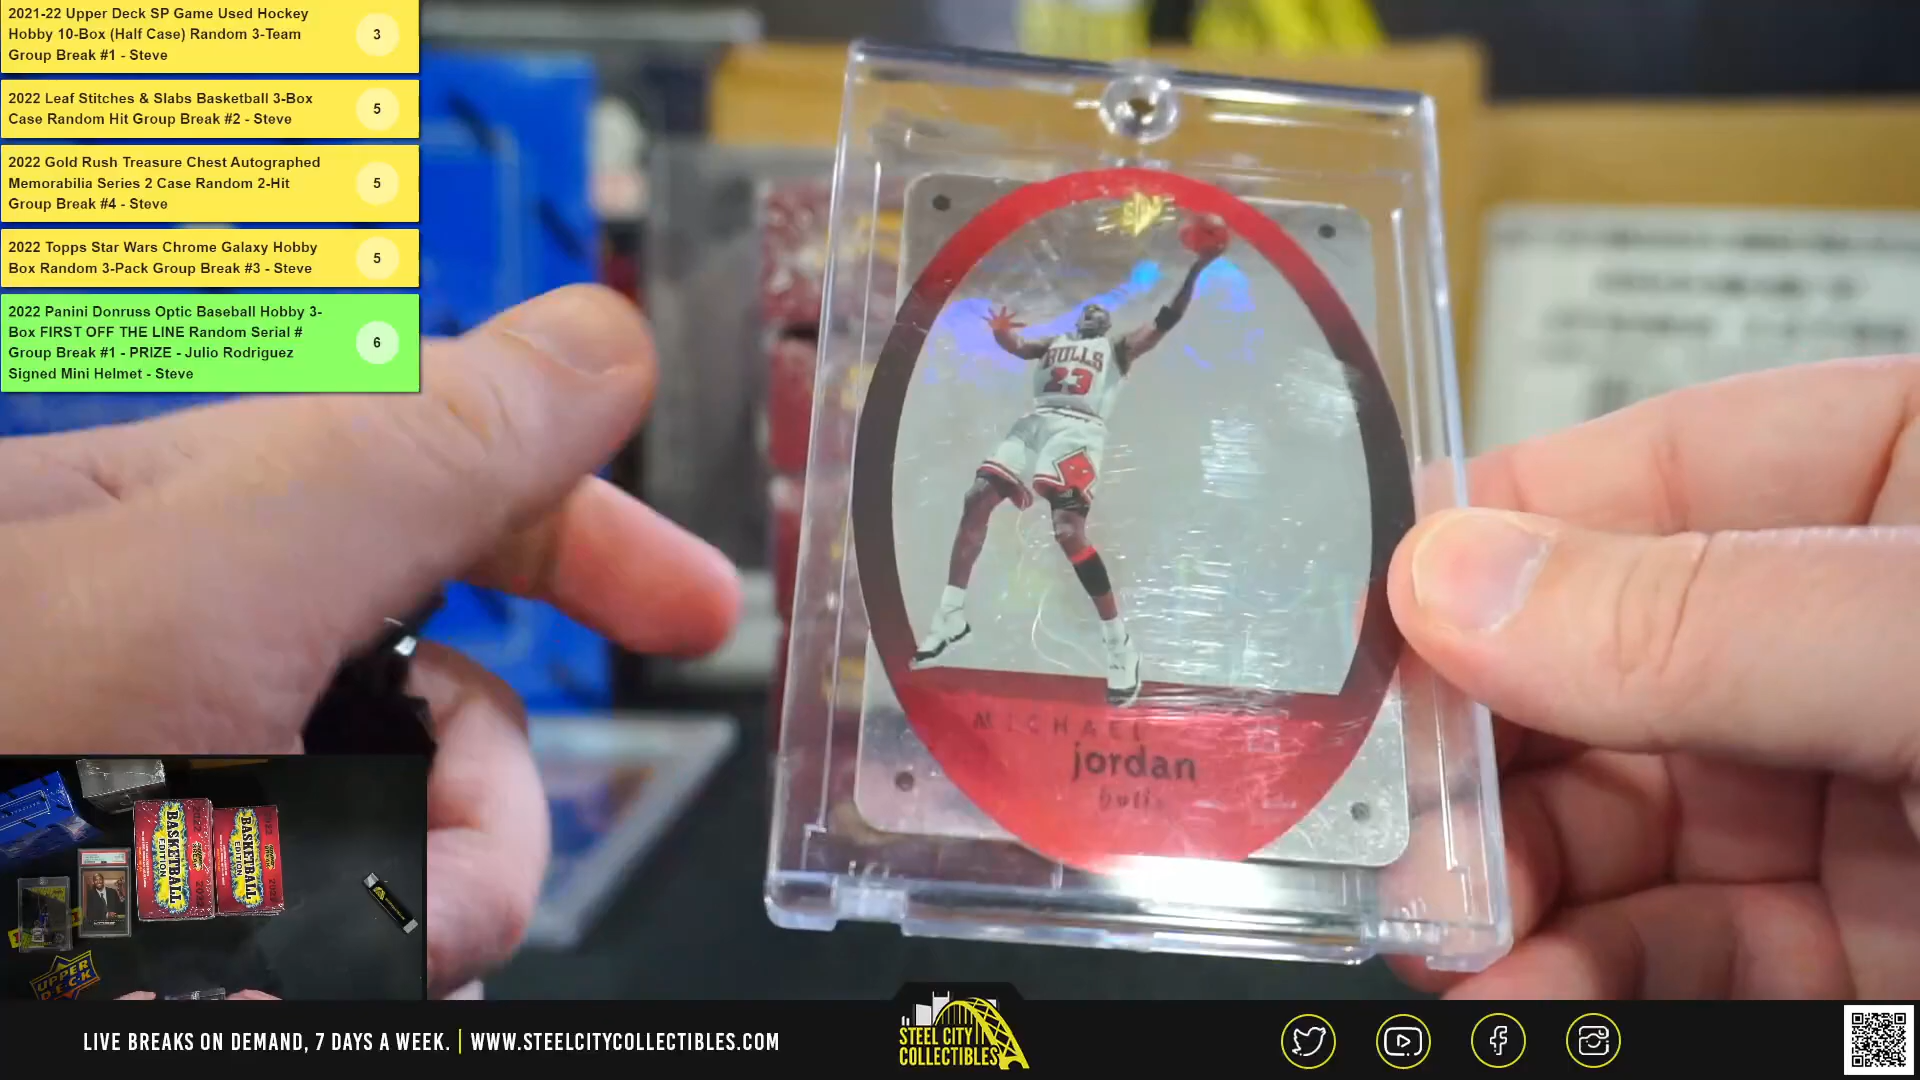 2021-22 Upper Deck SP Game Used Hockey
Hobby 10-Box (Half Case) Random 3-Team
Group Break #1 - Steve
3
2022 Leaf Stitches & Slabs Basketball 3-Box
Case Random Hit Group Break #2 - Steve
5
2022 Gold Rush Treasure Chest Autographed
Memorabilia Series 2 Case Random 2-Hit
Group Break #4 - Steve
5
2022 Topps Star Wars Chrome Galaxy Hobby
Box Random 3-Pack Group Break #3 - Steve
5
2022 Panini Donruss Optic Baseball Hobby 3-
Box FIRST OFF THE LINE Random Serial #
Group Break #1 - PRIZE - Julio Rodriguez
Signed Mini Helmet - Steve
6
BULLS
23
MICHAEL
jordan
bulls
BASKETBALL
EDITION
2022
BASKETBALL
EDITION
2022
UPPER
DECK
LIVE BREAKS ON DEMAND, 7 DAYS A WEEK. | WWW.STEELCITYCOLLECTIBLES.COM
STEEL CITY
COLLECTIBLES